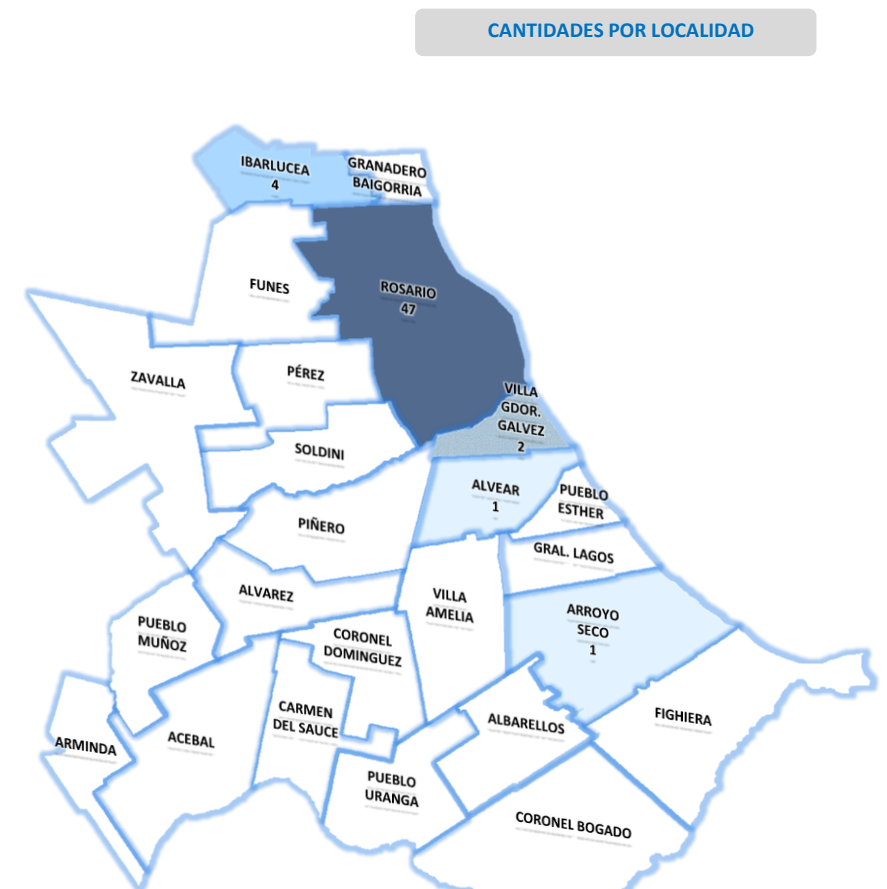 CANTIDADES POR LOCALIDAD
IBARLUCEA
4
GRANADERO
BAIGORRIA
FUNES
ROSARIO
47
ZAVALLA
PÉREZ
VILLA
GDOR.
GALVEZ
2
SOLDINI
ALVEAR
1
PUEBLO
ESTHER
PIÑERO
GRAL. LAGOS
ALVAREZ
VILLA
AMELIA
ARROYO
SECO
1
PUEBLO
MUÑOZ
CORONEL
DOMINGUEZ
CARMEN
DEL SAUCE
ALBARELLOS
FIGHIERA
ARMINDA
ACEBAL
PUEBLO
URANGA
CORONEL BOGADO